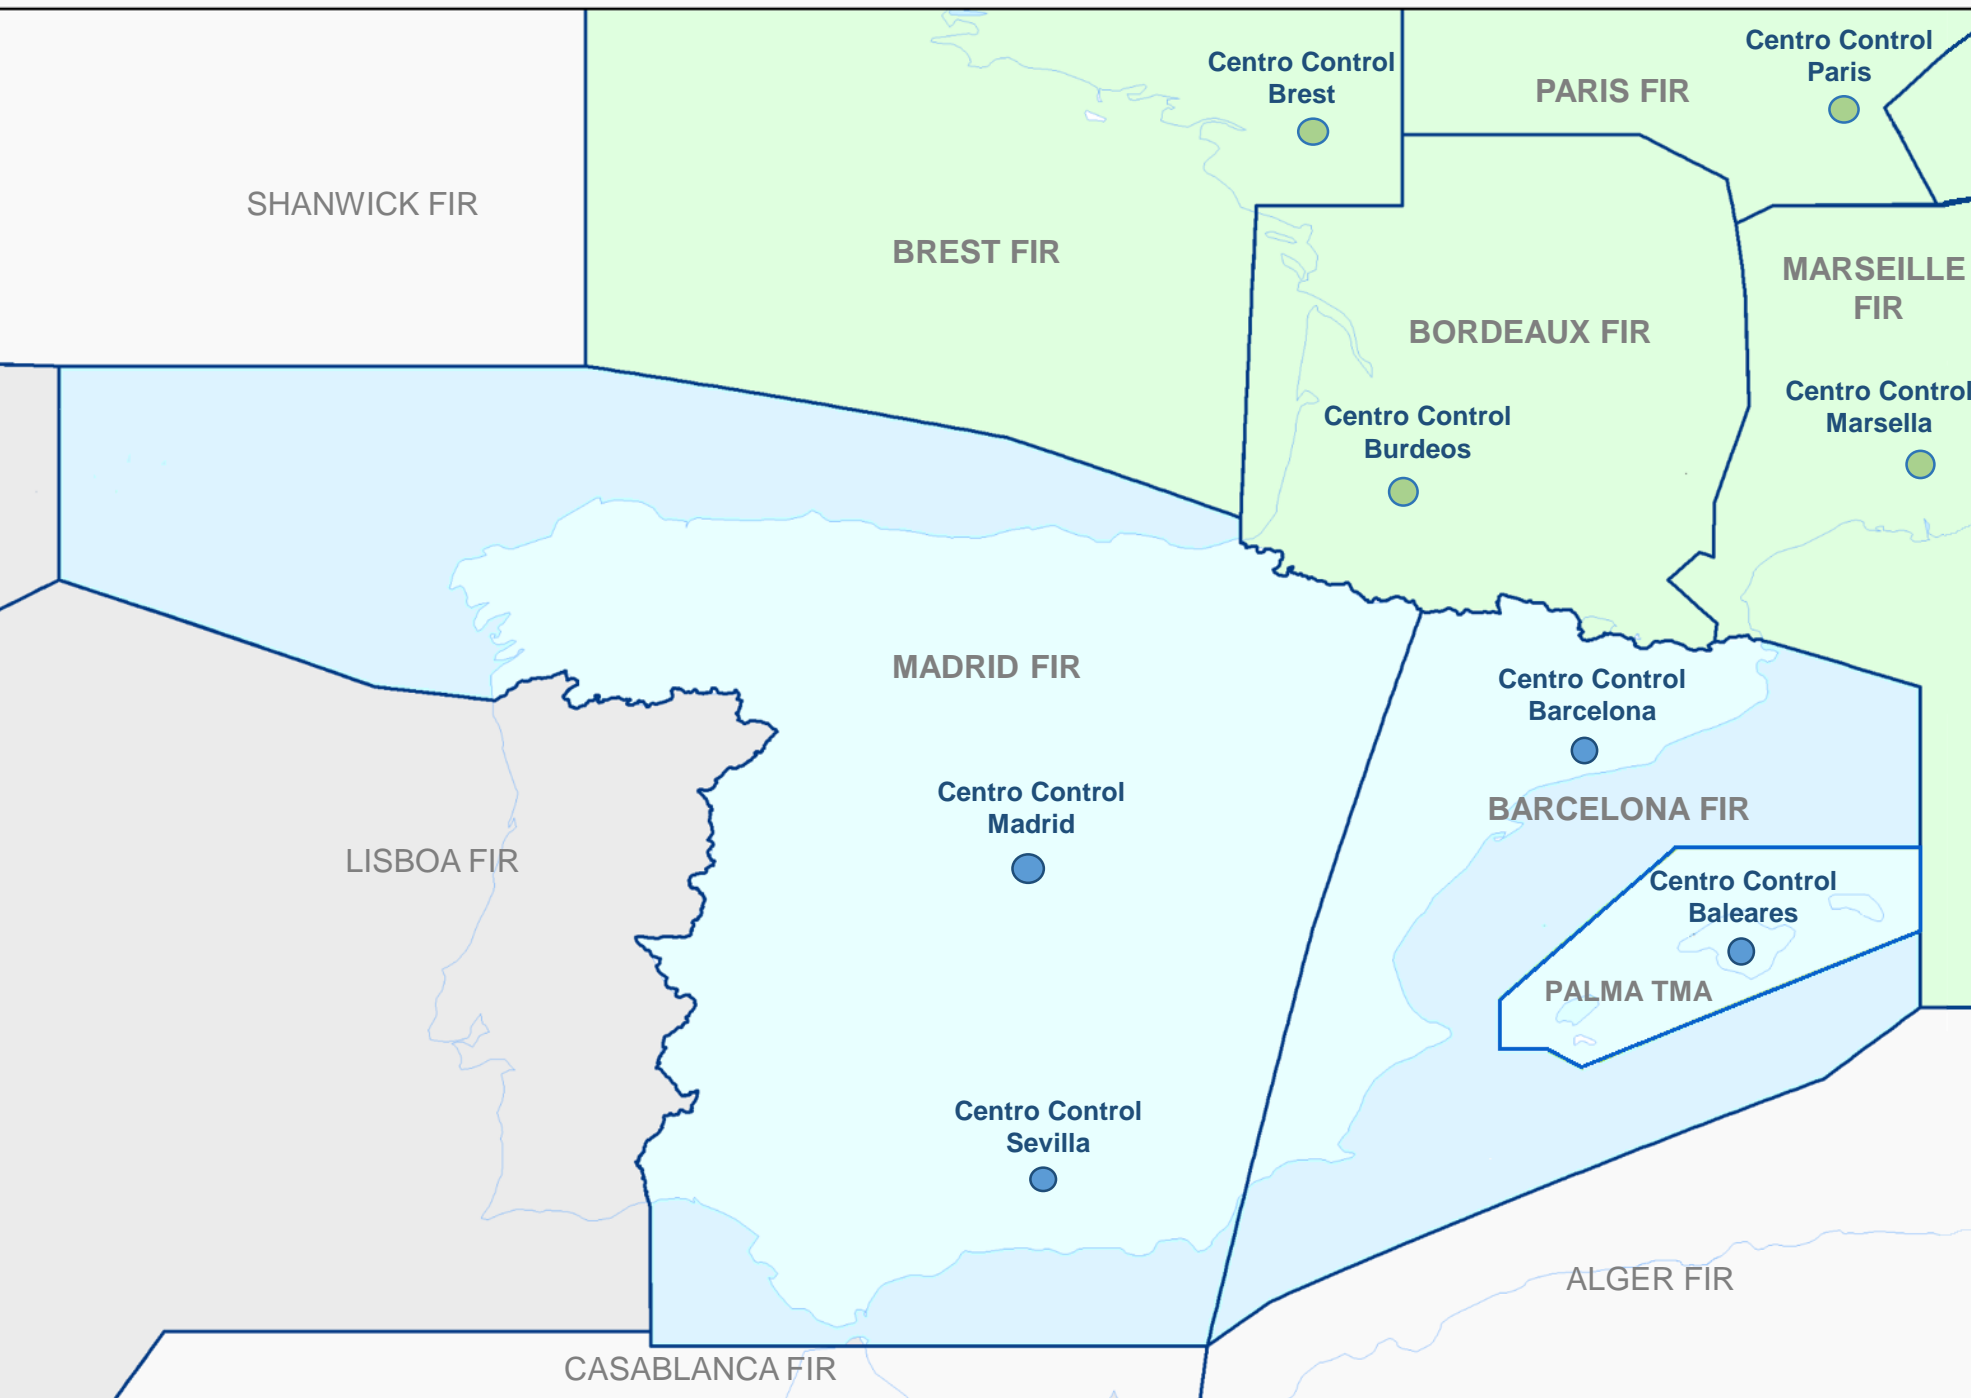 Centro Control
Paris
Centro Control
Brest
PARIS FIR
SHANWICK FIR
BREST FIR
MARSEILLE
FIR
BORDEAUX FIR
Centro Control
Marsella
Centro Control
Burdeos
MADRID FIR
Centro Control
Barcelona
Centro Control
Madrid
BARCELONA FIR
LISBOA FIR
Centro Control
Baleares
PALMA TMA
Centro Control
Sevilla
ALGER FIR
CASABLANCA FIR